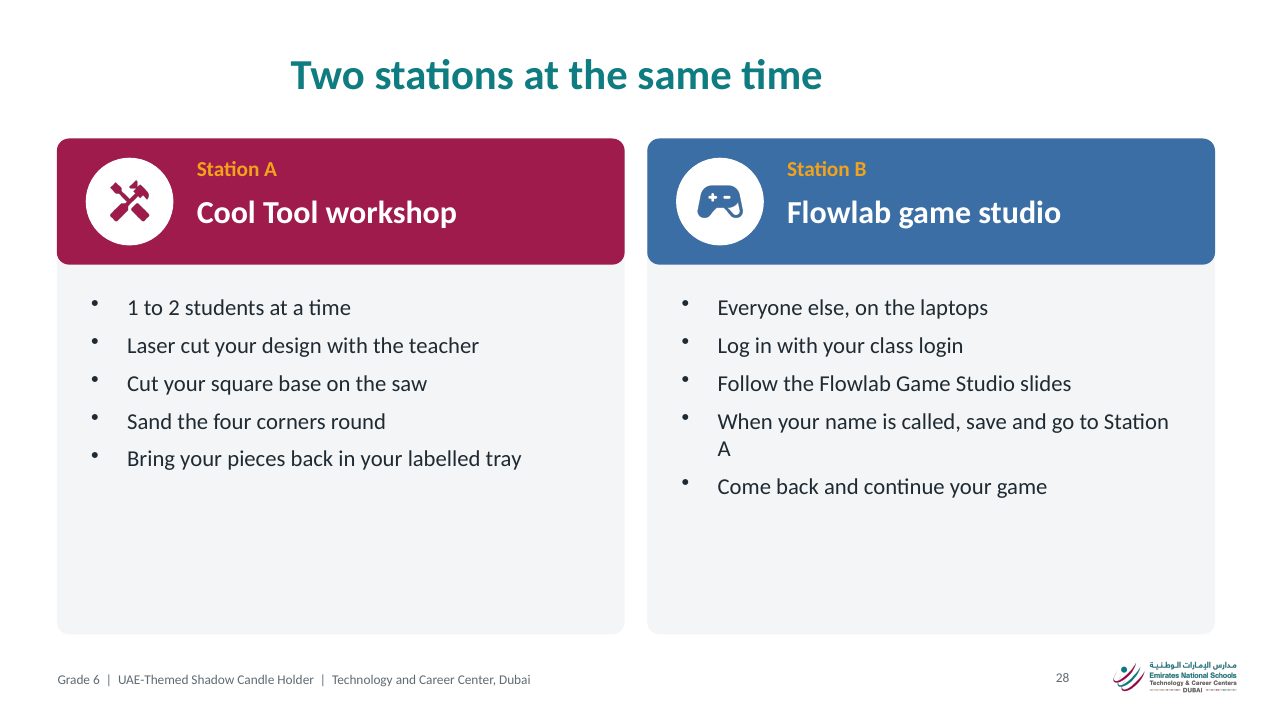 Two stations at the same time
Station A
Cool Tool workshop
• 1 to 2 students at a time
• Laser cut your design with the teacher
• Cut your square base on the saw
• Sand the four corners round
• Bring your pieces back in your labelled tray
Station B
Flowlab game studio
• Everyone else, on the laptops
• Log in with your class login
• Follow the Flowlab Game Studio slides
• When your name is called, save and go to Station
A
• Come back and continue your game
Grade 6 | UAE-Themed Shadow Candle Holder | Technology and Career Center, Dubai
28
مدارس الإمارات الوطنية
Emirates National Schools
Technology & Career Centers
DUBAI